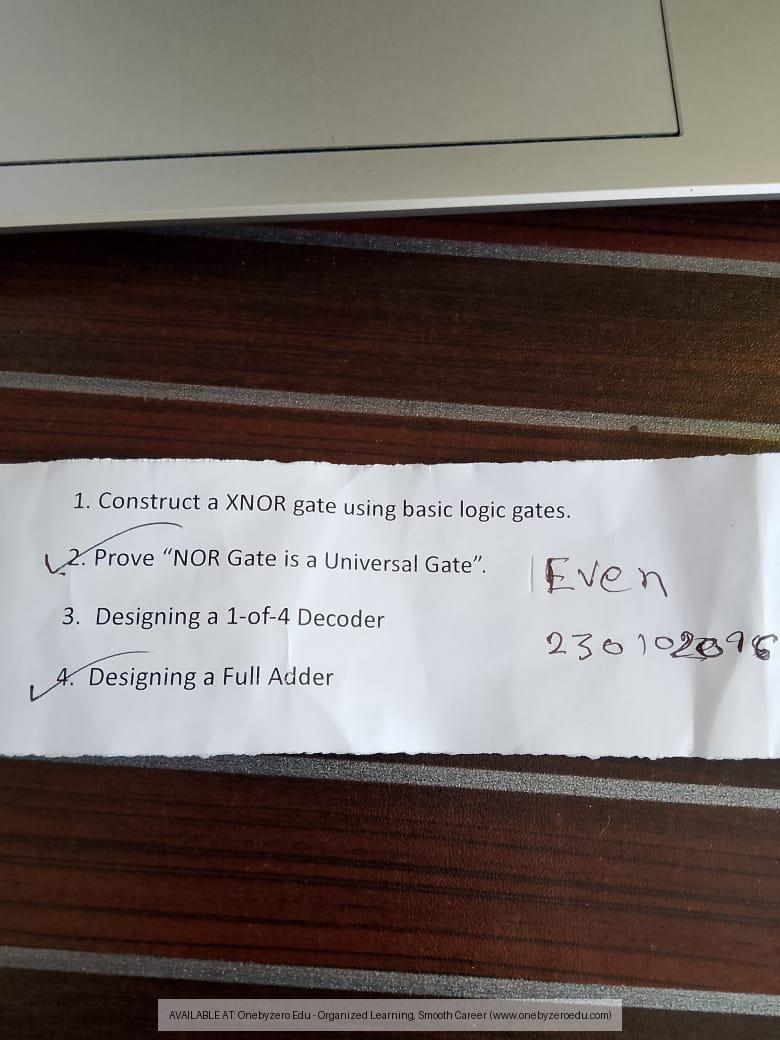 1. Construct a XNOR gate using basic logic gates.
2. Prove “NOR Gate is a Universal Gate”.
Even
3. Designing a 1-of-4 Decoder
4. Designing a Full Adder
AVAILABLE AT: Onebyzero Edu - Organized Learning, Smooth Career (www.onebyzeroedu.com)